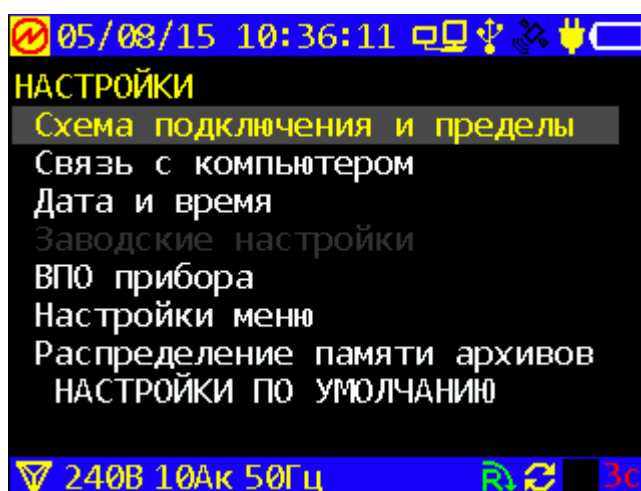 05/08/15 10:36:11
НАСТРОЙКИ
Схема подключения и пределы
Связь с компьютером
Дата и время
Заводские настройки
ВПО прибора
Настройки меню
Распределение памяти архивов
НАСТРОЙКИ ПО УМОЛЧАНИЮ
240В 10Ак 50Гц R 3с